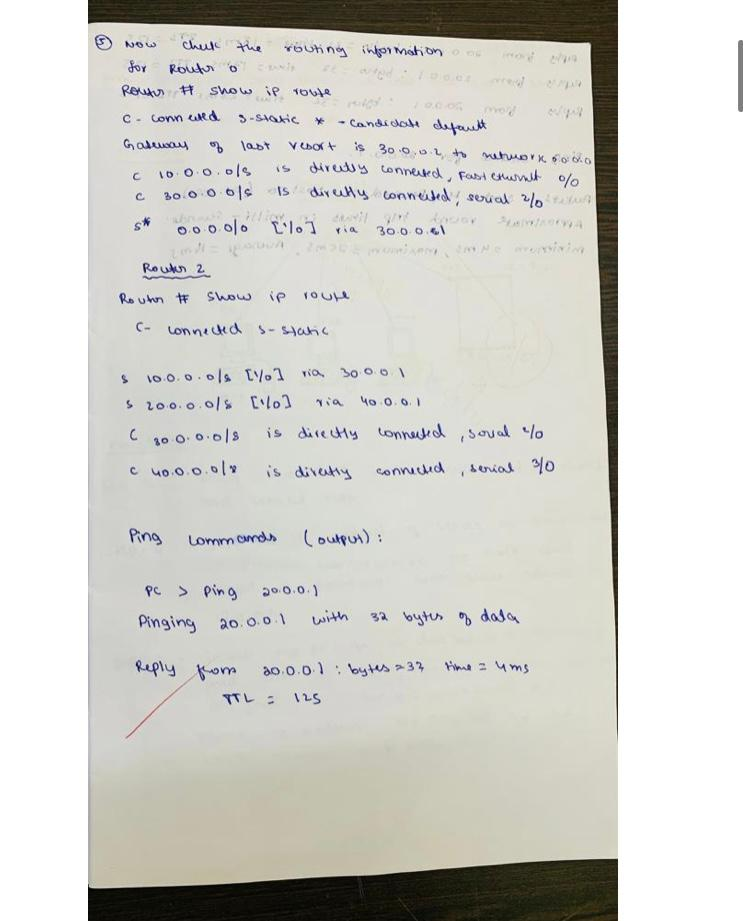 ⑤ Now check the routing information
for Router 0
Router # show ip route
C - connected S-static * - candidate default
Gateway of last resort is 30.0.0.2 to network 0.0.0.0
C 10.0.0.0/8 is directly connected, Fast ethernet 0/0
C 30.0.0.0/8 is directly connected, serial 2/0
S* 0.0.0.0/0 [1/0] via 30.0.0.
Router 2
Router # show ip route
C- connected s-static
S 10.0.0.0/8 [1/0] via 30.0.0.1
S 20.0.0.0/8 [1/0] via 40.0.0.1
C 30.0.0.0/8 is directly connected, serial 2/0
C 40.0.0.0/8 is directly connected, serial 3/0
Ping commands (output):
PC > Ping 20.0.0.1
Pinging 20.0.0.1 with 32 bytes of data
Reply from 20.0.0.1 : bytes=32 time = 4ms
TTL = 125